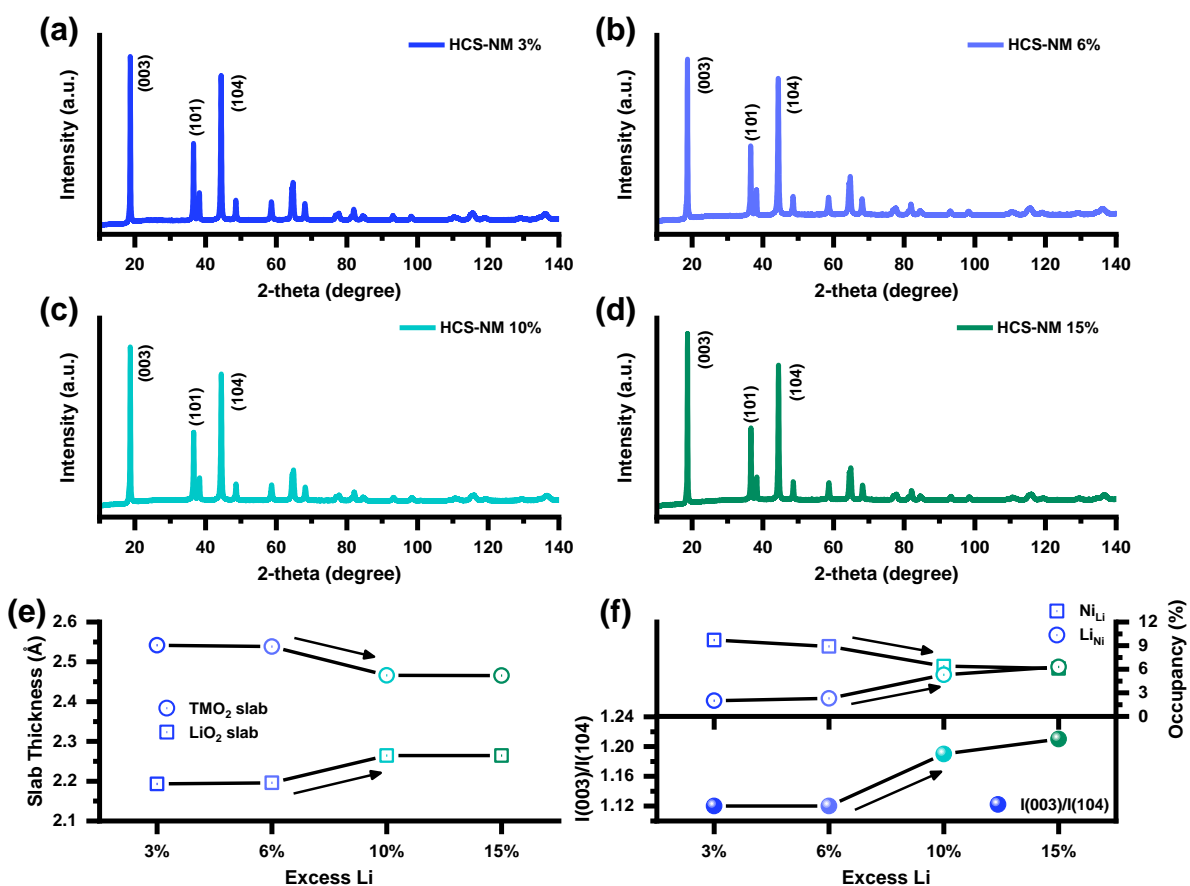 (a)
HCS-NM 3%
(003)
(101)
(104)
Intensity (a.u.)
20 40 60 80 100 120 140
2-theta (degree)
(b)
HCS-NM 6%
(003)
(101)
(104)
Intensity (a.u.)
20 40 60 80 100 120 140
2-theta (degree)
(c)
HCS-NM 10%
(003)
(101)
(104)
Intensity (a.u.)
20 40 60 80 100 120 140
2-theta (degree)
(d)
HCS-NM 15%
(003)
(101)
(104)
Intensity (a.u.)
20 40 60 80 100 120 140
2-theta (degree)
(e)
Slab Thickness (Å)
2.6
2.5
2.4
2.3
2.2
2.1
TMO₂ slab
LiO₂ slab
3% 6% 10% 15%
Excess Li
(f)
Ni_Li
Li_Ni
12
9
6
3
0
Occupancy (%)
I(003)/I(104)
1.24
1.20
1.16
1.12
I(003)/I(104)
3% 6% 10% 15%
Excess Li